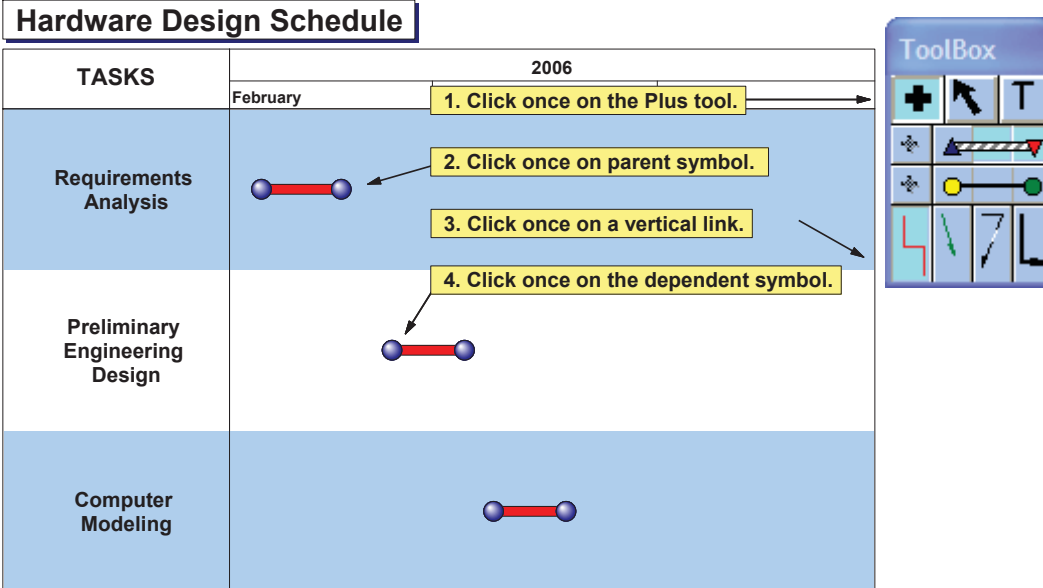 Hardware Design Schedule
ToolBox
TASKS
2006
February
1. Click once on the Plus tool.
T
2. Click once on parent symbol.
Requirements
Analysis
3. Click once on a vertical link.
4. Click once on the dependent symbol.
Preliminary
Engineering
Design
Computer
Modeling